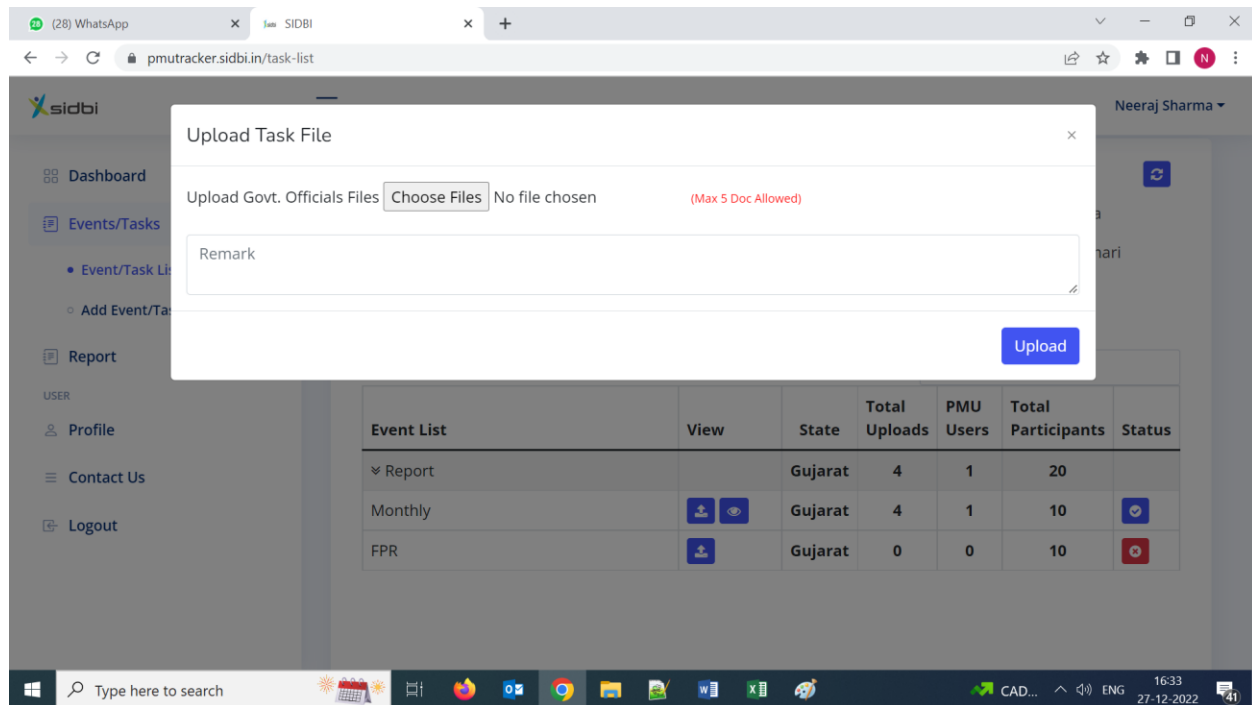 (28) WhatsApp
SIDBI
pmutracker.sidbi.in/task-list
N
sidbi
Neeraj Sharma
Upload Task File
Dashboard
Upload Govt. Officials Files Choose Files No file chosen (Max 5 Doc Allowed)
Events/Tasks
Remark
Event/Task Li
Add Event/Ta
Report
Upload
USER
Profile
Contact Us
Logout
Event List View State Total Uploads PMU Users Total Participants Status
Report Gujarat 4 1 20
Monthly Gujarat 4 1 10
FPR Gujarat 0 0 10
Type here to search
CAD... ENG 16:33
27-12-2022
41